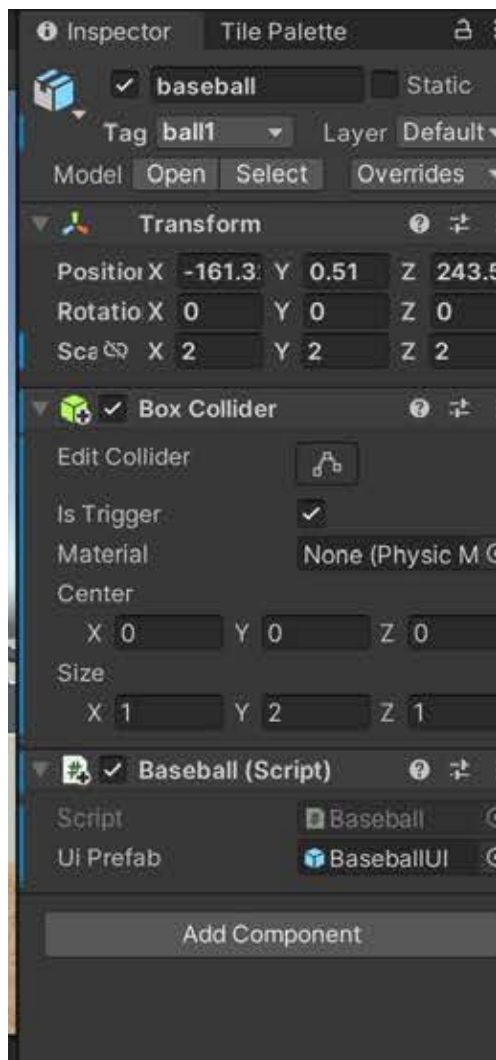 Inspector Tile Palette
baseball Static
Tag ball1 Layer Default
Model Open Select Overrides
Transform
Position X -161.3 Y 0.51 Z 243.5
Rotatio X 0 Y 0 Z 0
Sca X 2 Y 2 Z 2
Box Collider
Edit Collider
Is Trigger
Material None (Physic M
Center
X 0 Y 0 Z 0
Size
X 1 Y 2 Z 1
Baseball (Script)
Script Baseball
Ui Prefab BaseballUI
Add Component